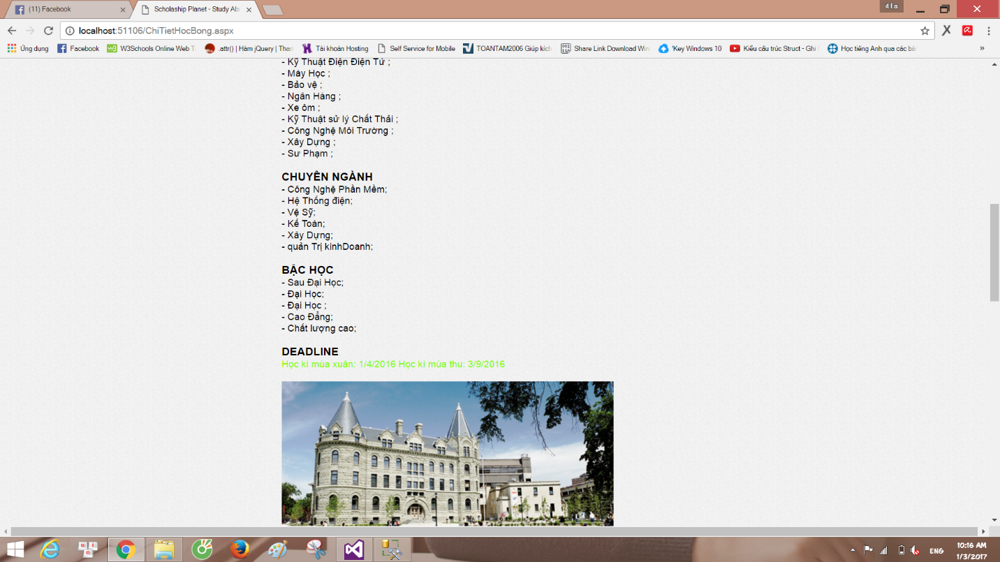 (11) Facebook
Scholaship Planet - Study Ab
it f.a
localhost:51106/ChiTietHocBong.aspx
Ứng dụng
Facebook
W3Schools Online Web T
.attr() | Hàm jQuery | Than
Tài khoản Hosting
Self Service for Mobile
TOANTAM2006 Giúp kích
Share Link Download Win
'Key Windows 10
Kiểu cấu trúc Struct - Ghi
Học tiếng Anh qua các bà
- Kỹ Thuật Điện Điện Tử ;
- Máy Học ;
- Bảo vệ ;
- Ngân Hàng ;
- Xe ôm ;
- Kỹ Thuật sử lý Chất Thải ;
- Công Nghệ Môi Trường ;
- Xây Dựng ;
- Sư Phạm ;
CHUYÊN NGÀNH
- Công Nghệ Phần Mềm;
- Hệ Thống điện;
- Vệ Sỹ;
- Kế Toán;
- Xây Dựng;
- quản Trị kinhDoanh;
BẬC HỌC
- Sau Đại Học;
- Đại Học;
- Đại Học ;
- Cao Đẳng;
- Chất lượng cao;
DEADLINE
Học kì mùa xuân: 1/4/2016 Học kì mùa thu: 3/9/2016
ENG
10:16 AM
1/3/2017